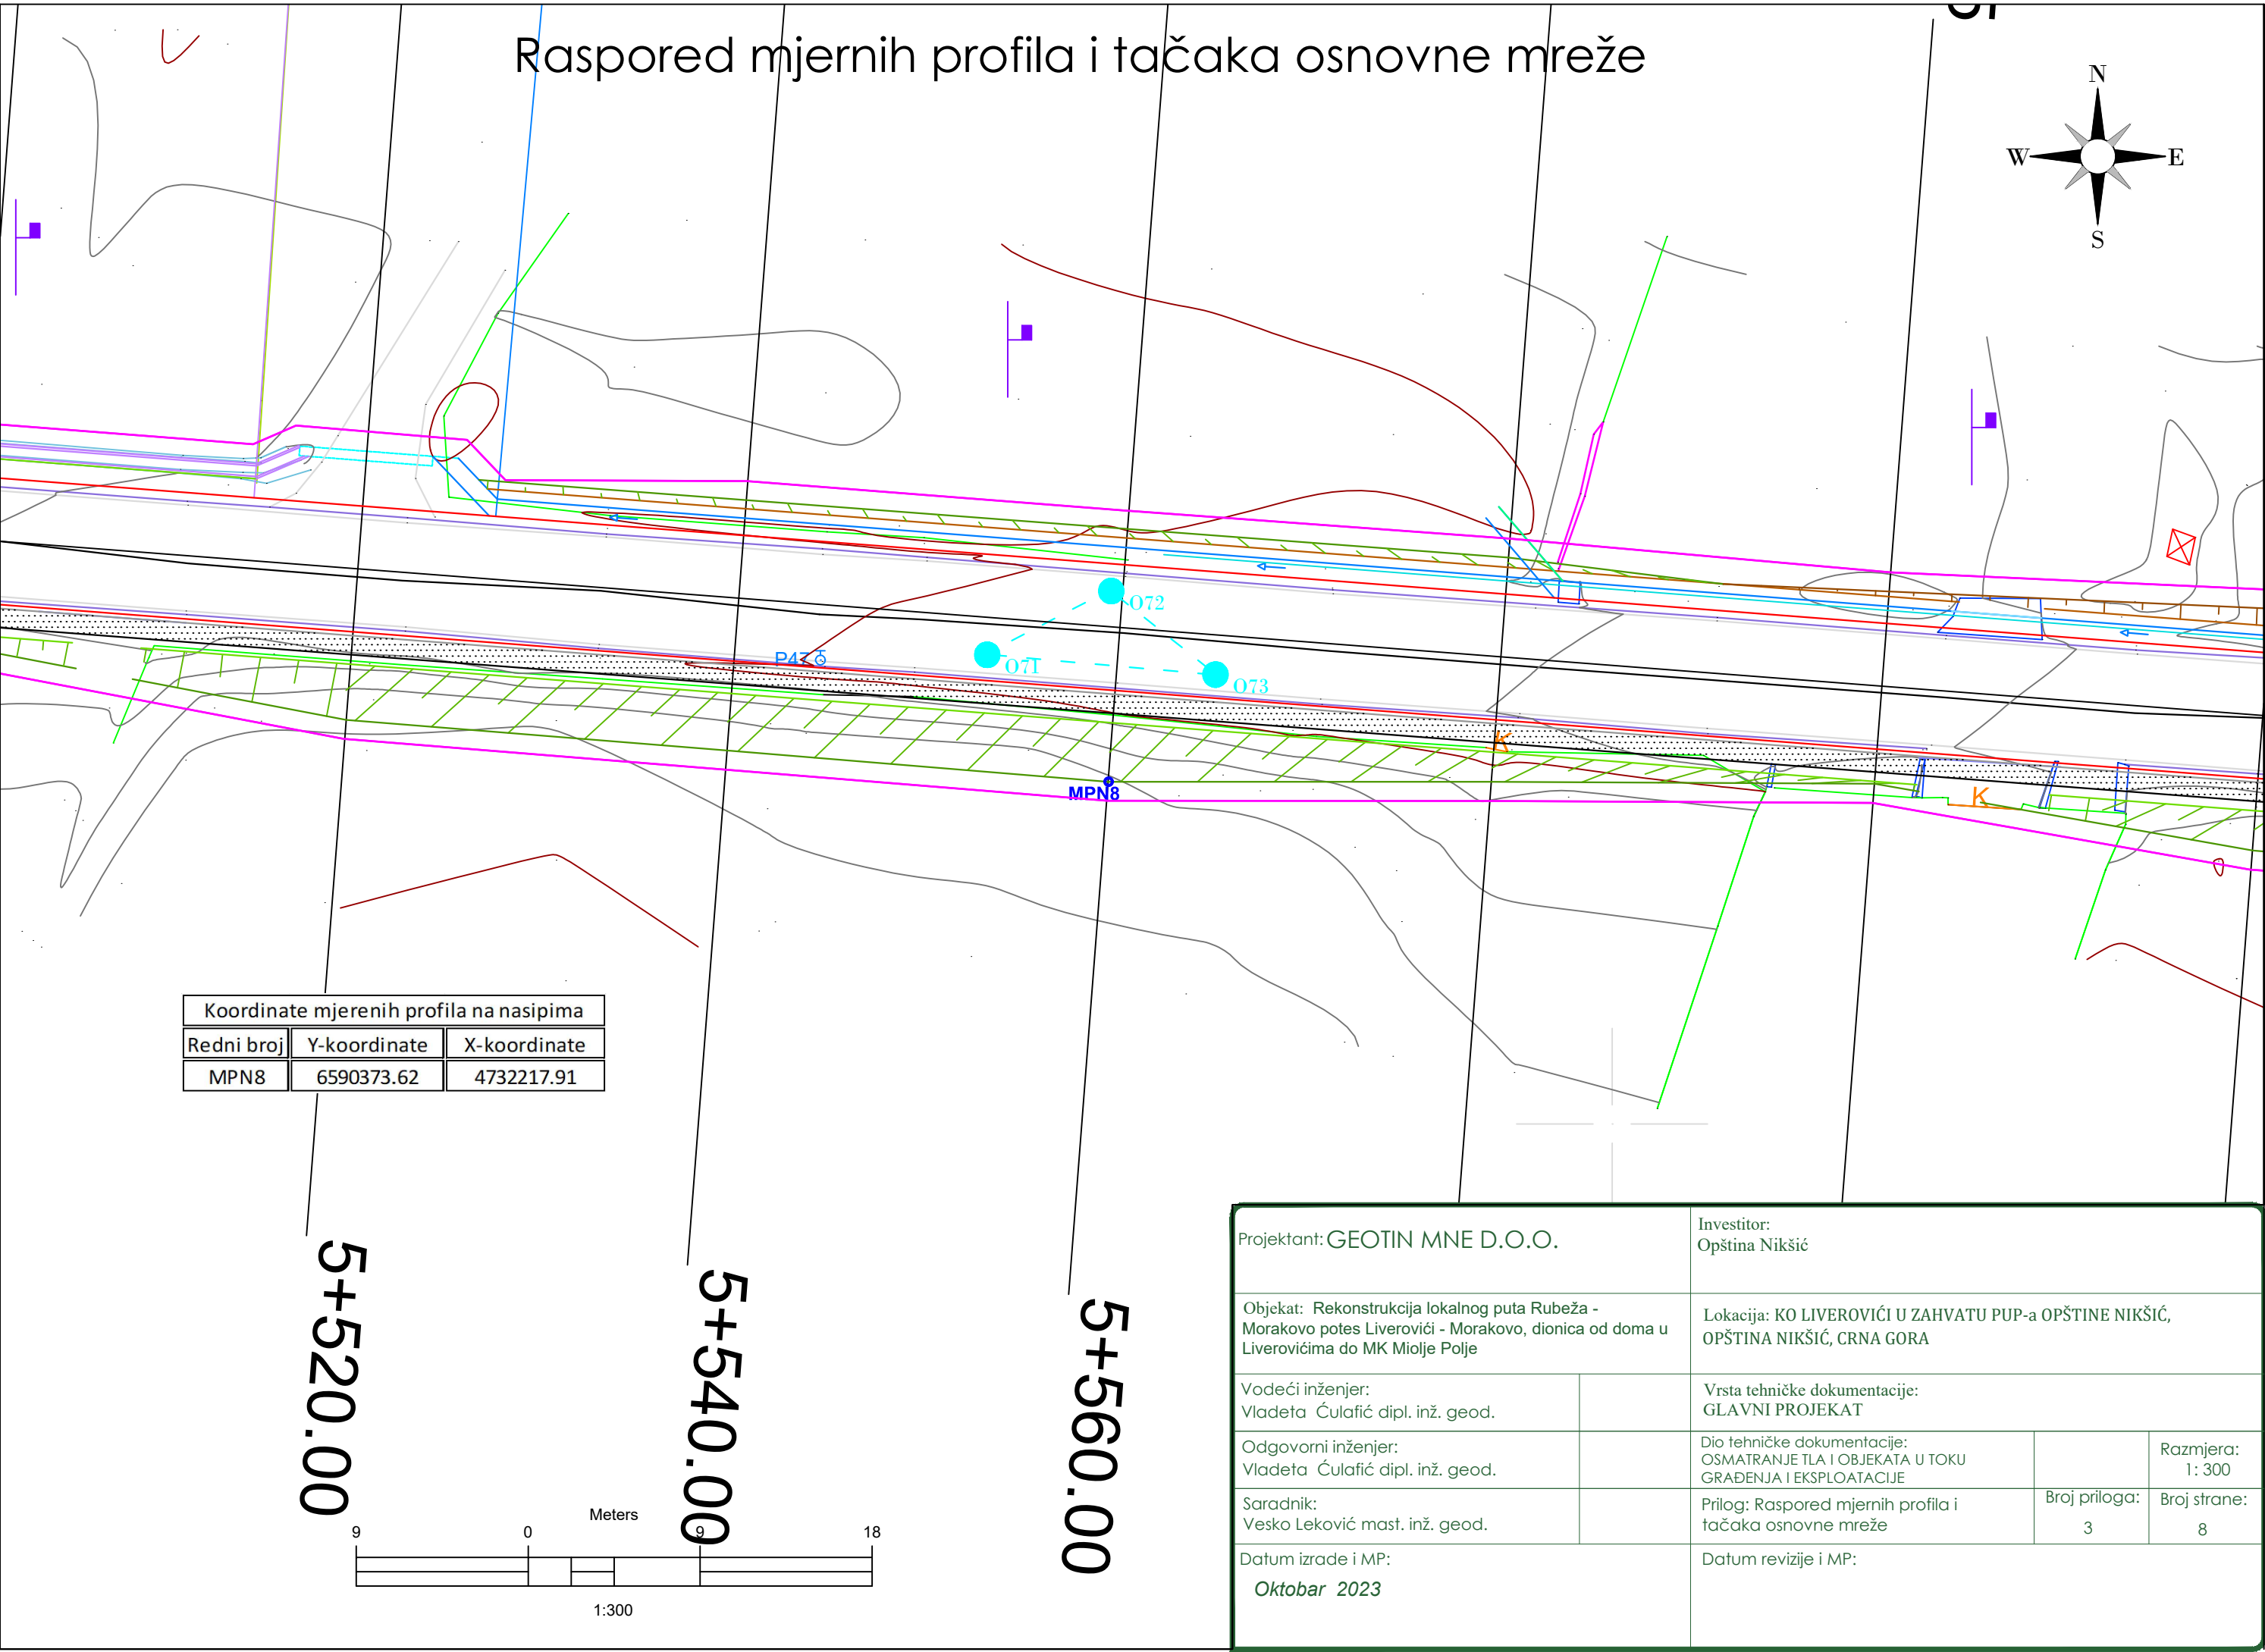 Raspored mjernih profila i tačaka osnovne mreže
N
W
E
S
O72
P47
O71
O73
K
MPN8
K
Koordinate mjerenih profila na nasipima
Redni broj Y-koordinate X-koordinate
MPN8 6590373.62 4732217.91
5+520.00
5+540.00
5+560.00
Meters
9 0 9 18
1:300
Projektant: GEOTIN MNE D.O.O.
Investitor:
Opština Nikšić
Objekat: Rekonstrukcija lokalnog puta Rubeža -
Morakovo potes Liverovići - Morakovo, dionica od doma u
Liverovićima do MK Miolje Polje
Lokacija: KO LIVEROVIĆI U ZAHVATU PUP-a OPŠTINE NIKŠIĆ,
OPŠTINA NIKŠIĆ, CRNA GORA
Vodeći inženjer:
Vladeta Ćulafić dipl. inž. geod.
Vrsta tehničke dokumentacije:
GLAVNI PROJEKAT
Odgovorni inženjer:
Vladeta Ćulafić dipl. inž. geod.
Dio tehničke dokumentacije:
OSMATRANJE TLA I OBJEKATA U TOKU
GRAĐENJA I EKSPLOATACIJE
Razmjera:
1: 300
Saradnik:
Vesko Leković mast. inž. geod.
Prilog: Raspored mjernih profila i
tačaka osnovne mreže
Broj priloga:
3
Broj strane:
8
Datum izrade i MP:
Oktobar 2023
Datum revizije i MP: